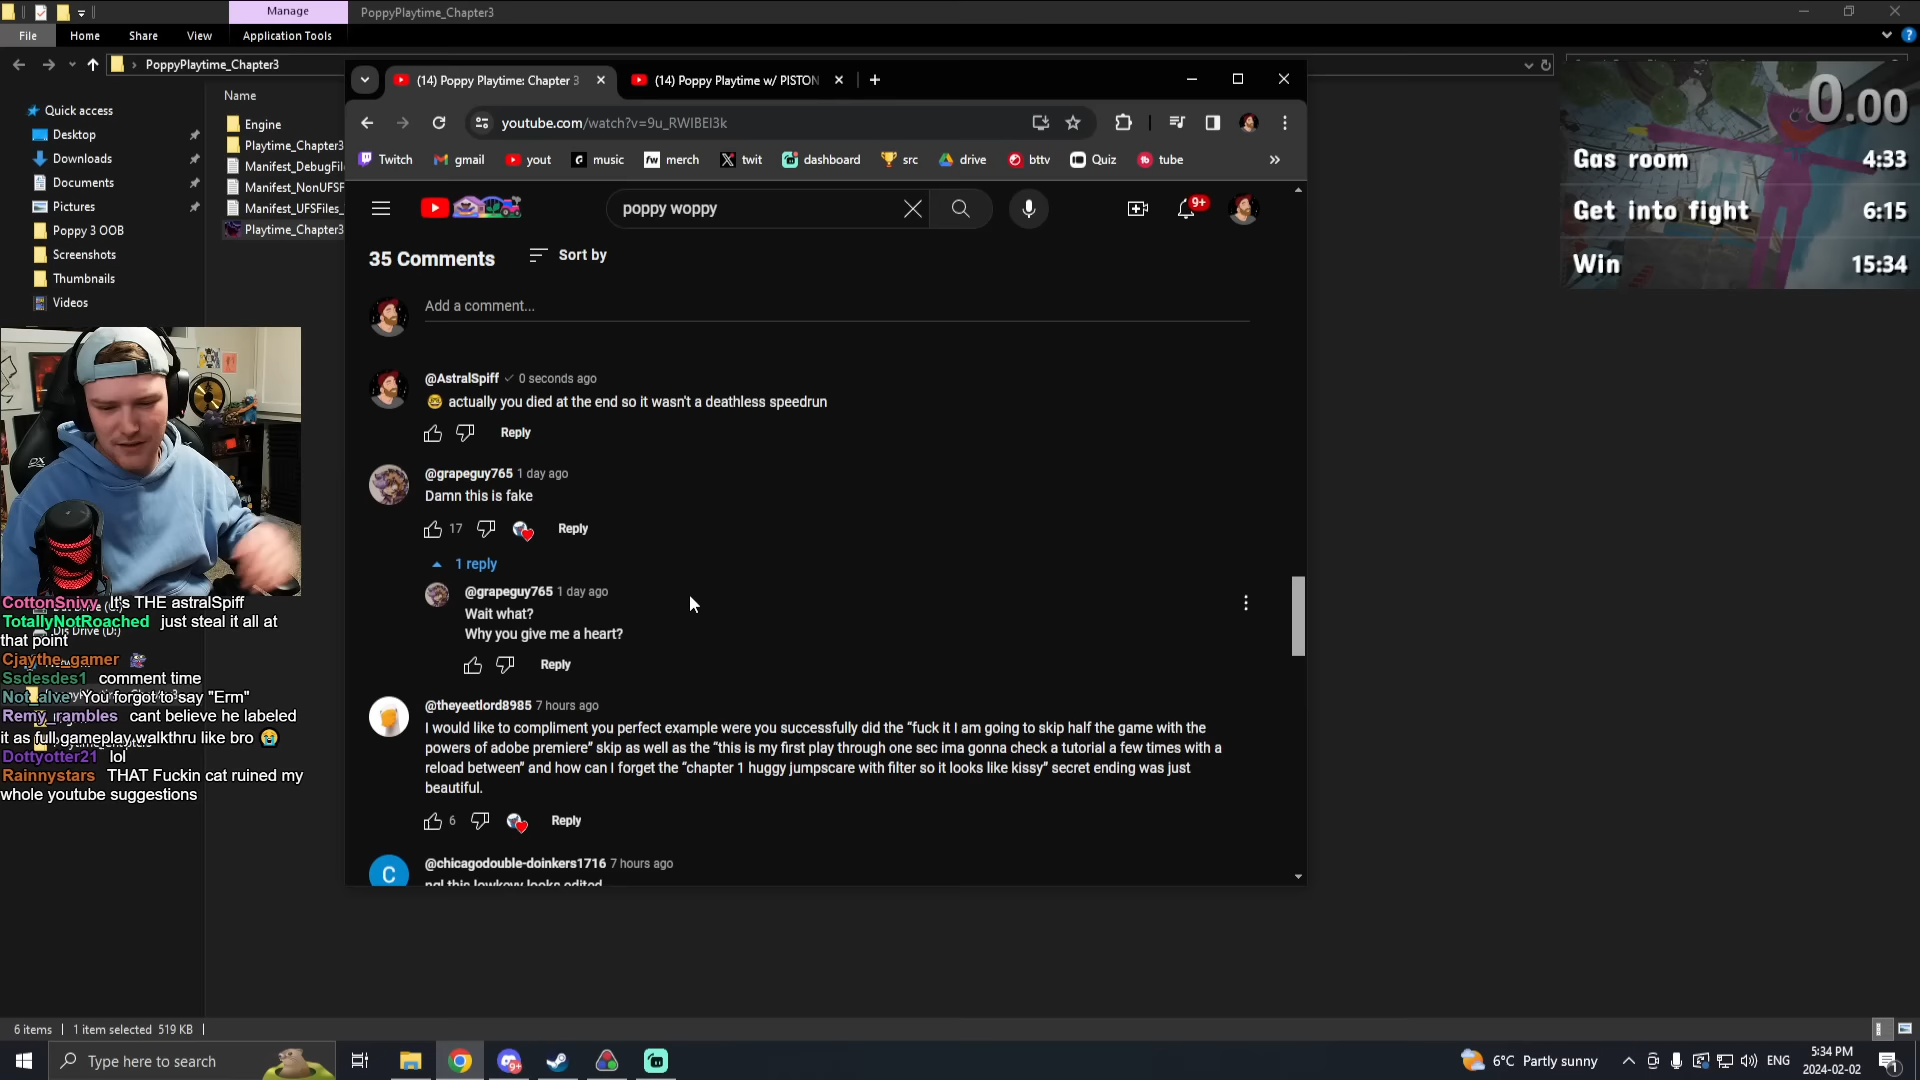 Manage
PoppyPlaytime_Chapter3
File
Home
Share
View
Application Tools
PoppyPlaytime_Chapter3
Quick access
Desktop
Downloads
Documents
Pictures
Poppy 3 OOB
Screenshots
Thumbnails
Videos
Name
Engine
Playtime_Chapter3
Manifest_DebugFil
Manifest_NonUFSF
Manifest_UFSFiles_
Playtime_Chapter3
(14) Poppy Playtime: Chapter 3
(14) Poppy Playtime w/ PISTON
youtube.com/watch?v=9u_RWIBEI3k
Twitch
gmail
yout
music
merch
twit
dashboard
src
drive
bttv
Quiz
tube
poppy woppy
9+
35 Comments
Sort by
Add a comment...
@AstralSpiff
0 seconds ago
🤓 actually you died at the end so it wasn't a deathless speedrun
Reply
@grapeguy765 1 day ago
Damn this is fake
17
Reply
1 reply
@grapeguy765 1 day ago
Wait what?
Why you give me a heart?
Reply
@theyeetlord8985 7 hours ago
I would like to compliment you perfect example were you successfully did the “fuck it I am going to skip half the game with the
powers of adobe premiere” skip as well as the “this is my first play through one sec ima gonna check a tutorial a few times with a
reload between” and how can I forget the “chapter 1 huggy jumpscare with filter so it looks like kissy” secret ending was just
beautiful.
6
Reply
C
@chicagodouble-doinkers1716 7 hours ago
ngl this lowkeyy looks edited
0.00
Gas room 4:33
Get into fight 6:15
Win 15:34
CottonSnivy It's THE astralSpiff
TotallyNotRoached just steal it all at
that point
Cjaythe_gamer
Ssdesdes1 comment time
Not_alve You forgot to say "Erm"
Remy_rambles cant believe he labeled
it as full gameplay walkthru like bro 😭
Dottyotter21 lol
Rainnystars THAT Fuckin cat ruined my
whole youtube suggestions
6 items
1 item selected 519 KB
Type here to search
9+
6°C Partly sunny
ENG
5:34 PM
2024-02-02
1